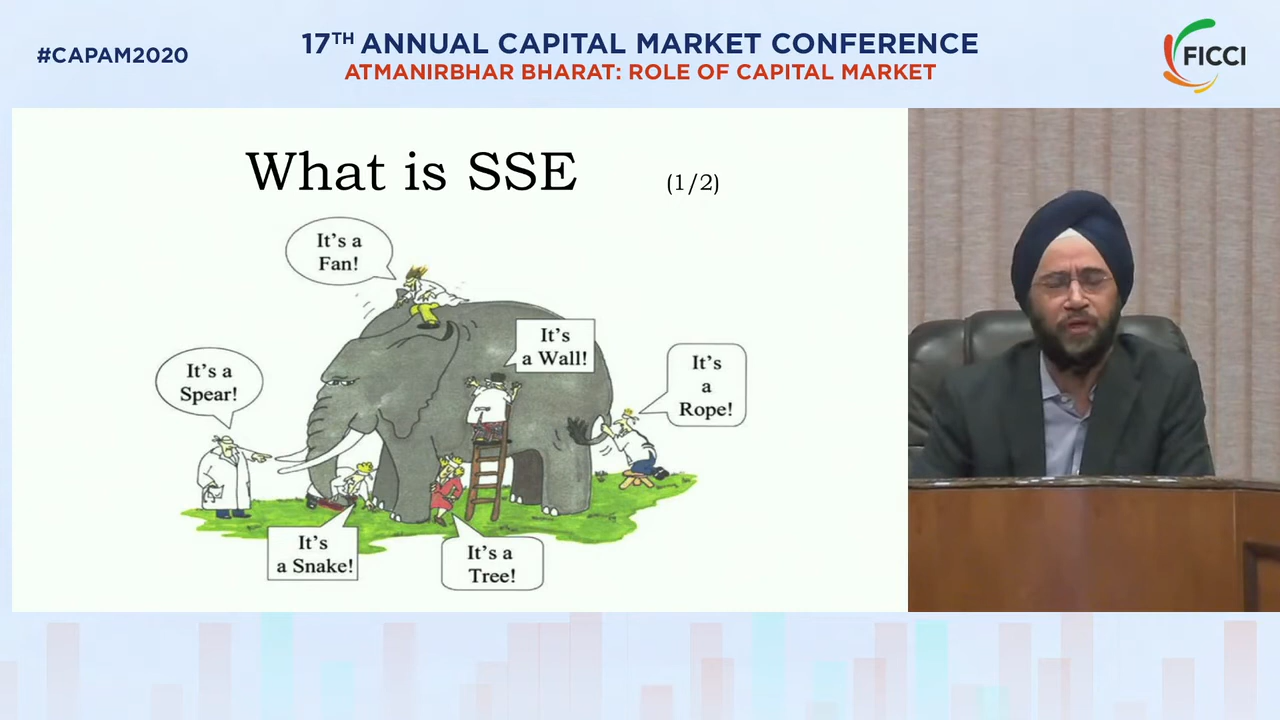 #CAPAM2020
17TH ANNUAL CAPITAL MARKET CONFERENCE
ATMANIRBHAR BHARAT: ROLE OF CAPITAL MARKET
FICCI
What is SSE (1/2)
It's a
Fan!
It's
a Wall!
It's
a
Rope!
It's a
Spear!
It's
a Snake!
It's a
Tree!